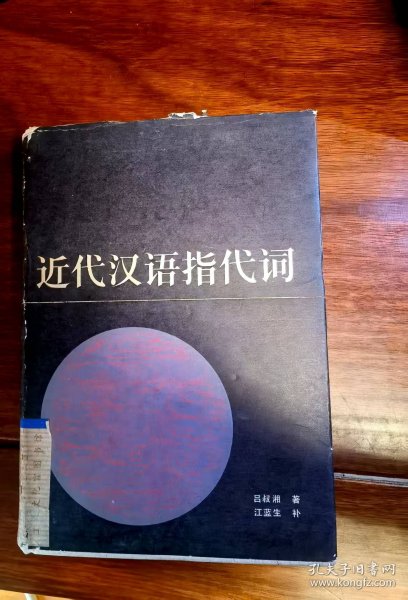 近代汉语指代词
吕叔湘 著
江蓝生 补
孔夫子旧书网
www.kongfz.com